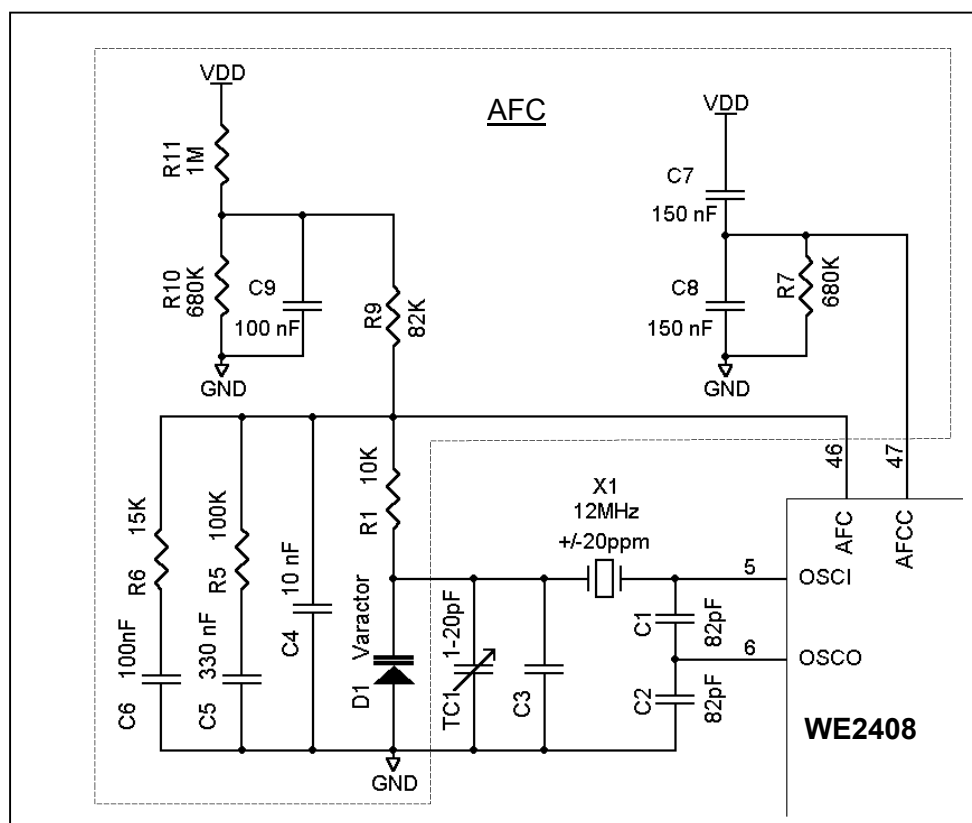 VDD
AFC
VDD
R11
1M
C7
150 nF
R10
680K
C9
100 nF
R9
82K
C8
150 nF
R7
680K
GND
GND
46
47
15K
R6
100K
R5
10 nF
C4
10K
R1
X1
12MHz
+/-20ppm
AFC
AFCC
5
OSCI
100nF
C6
330 nF
C5
Varactor
D1
1-20pF
TC1
C3
C1
82pF
6
OSCO
C2
82pF
WE2408
GND